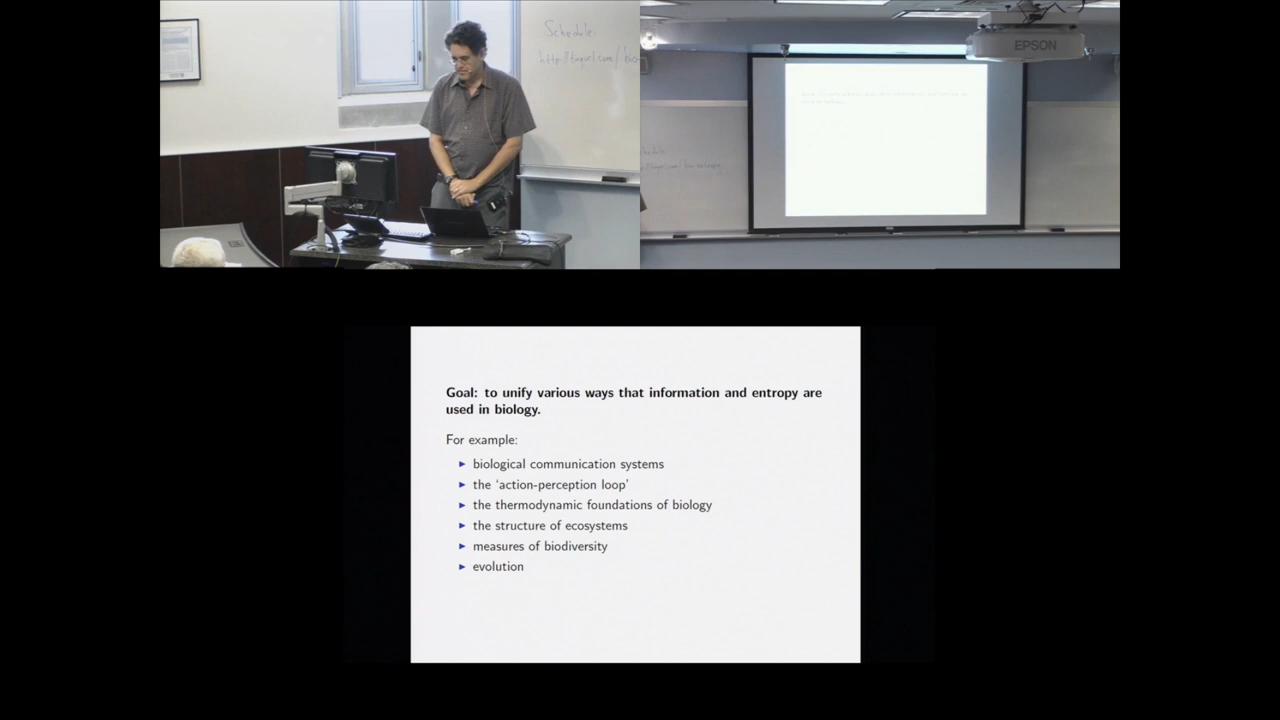 Schedule:
EPSON
Goal: to unify various ways that information and entropy are
used in biology.
For example:
▶ biological communication systems
▶ the ‘action-perception loop’
▶ the thermodynamic foundations of biology
▶ the structure of ecosystems
▶ measures of biodiversity
▶ evolution